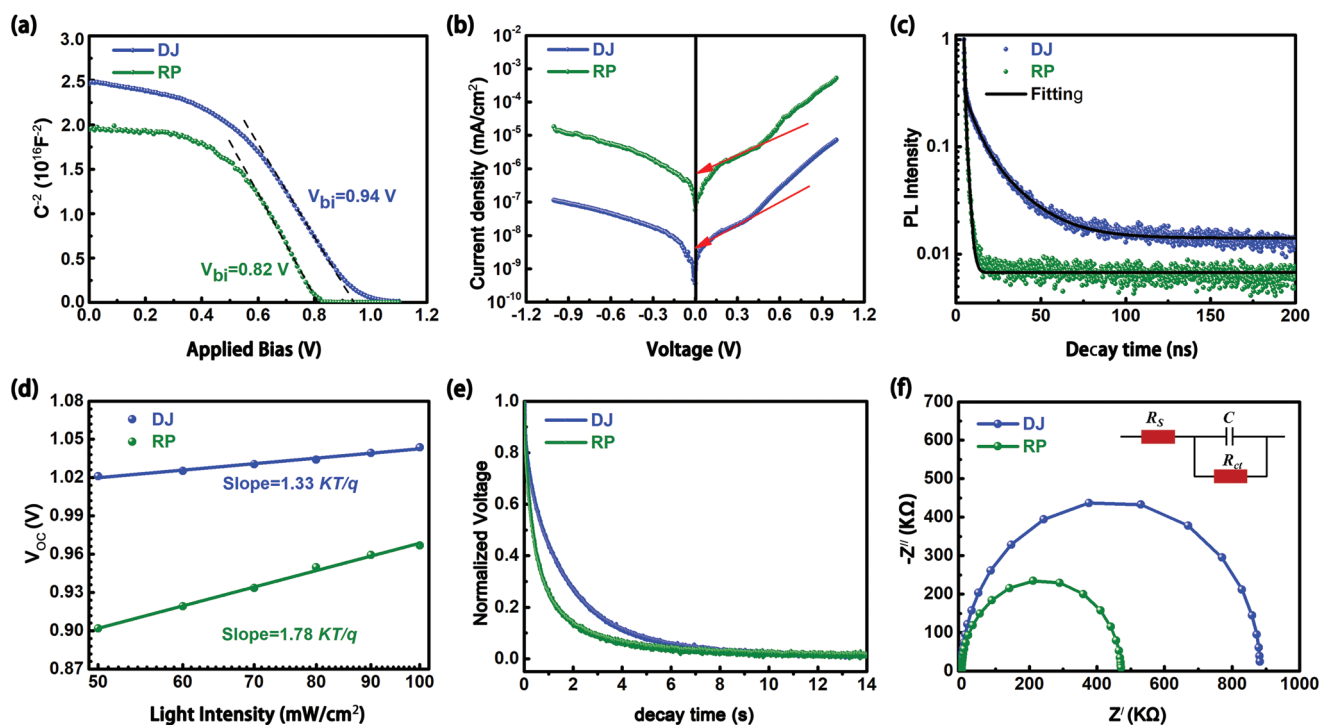 (a)
DJ
RP
3.0
2.5
2.0
1.5
1.0
0.5
0.0
C-2 (10¹⁶F-2)
Vbi=0.94 V
Vbi=0.82 V
0.0 0.2 0.4 0.6 0.8 1.0 1.2
Applied Bias (V)
(b)
DJ
RP
10-2
10-3
10-4
10-5
10-6
10-7
10-8
10-9
10-10
Current density (mA/cm²)
-1.2 -0.9 -0.6 -0.3 0.0 0.3 0.6 0.9 1.2
Voltage (V)
(c)
DJ
RP
Fitting
1
0.1
0.01
PL Intensity
0 50 100 150 200
Decay time (ns)
(d)
DJ
RP
1.08
1.05
1.02
0.99
0.96
0.93
0.90
0.87
VOC (V)
Slope=1.33 KT/q
Slope=1.78 KT/q
50 60 70 80 90 100
Light Intensity (mW/cm²)
(e)
DJ
RP
1.0
0.8
0.6
0.4
0.2
0.0
Normalized Voltage
0 2 4 6 8 10 12 14
decay time (s)
(f)
DJ
RP
RS
C
Rct
700
600
500
400
300
200
100
0
-Z// (KΩ)
0 200 400 600 800 1000
Z/ (KΩ)